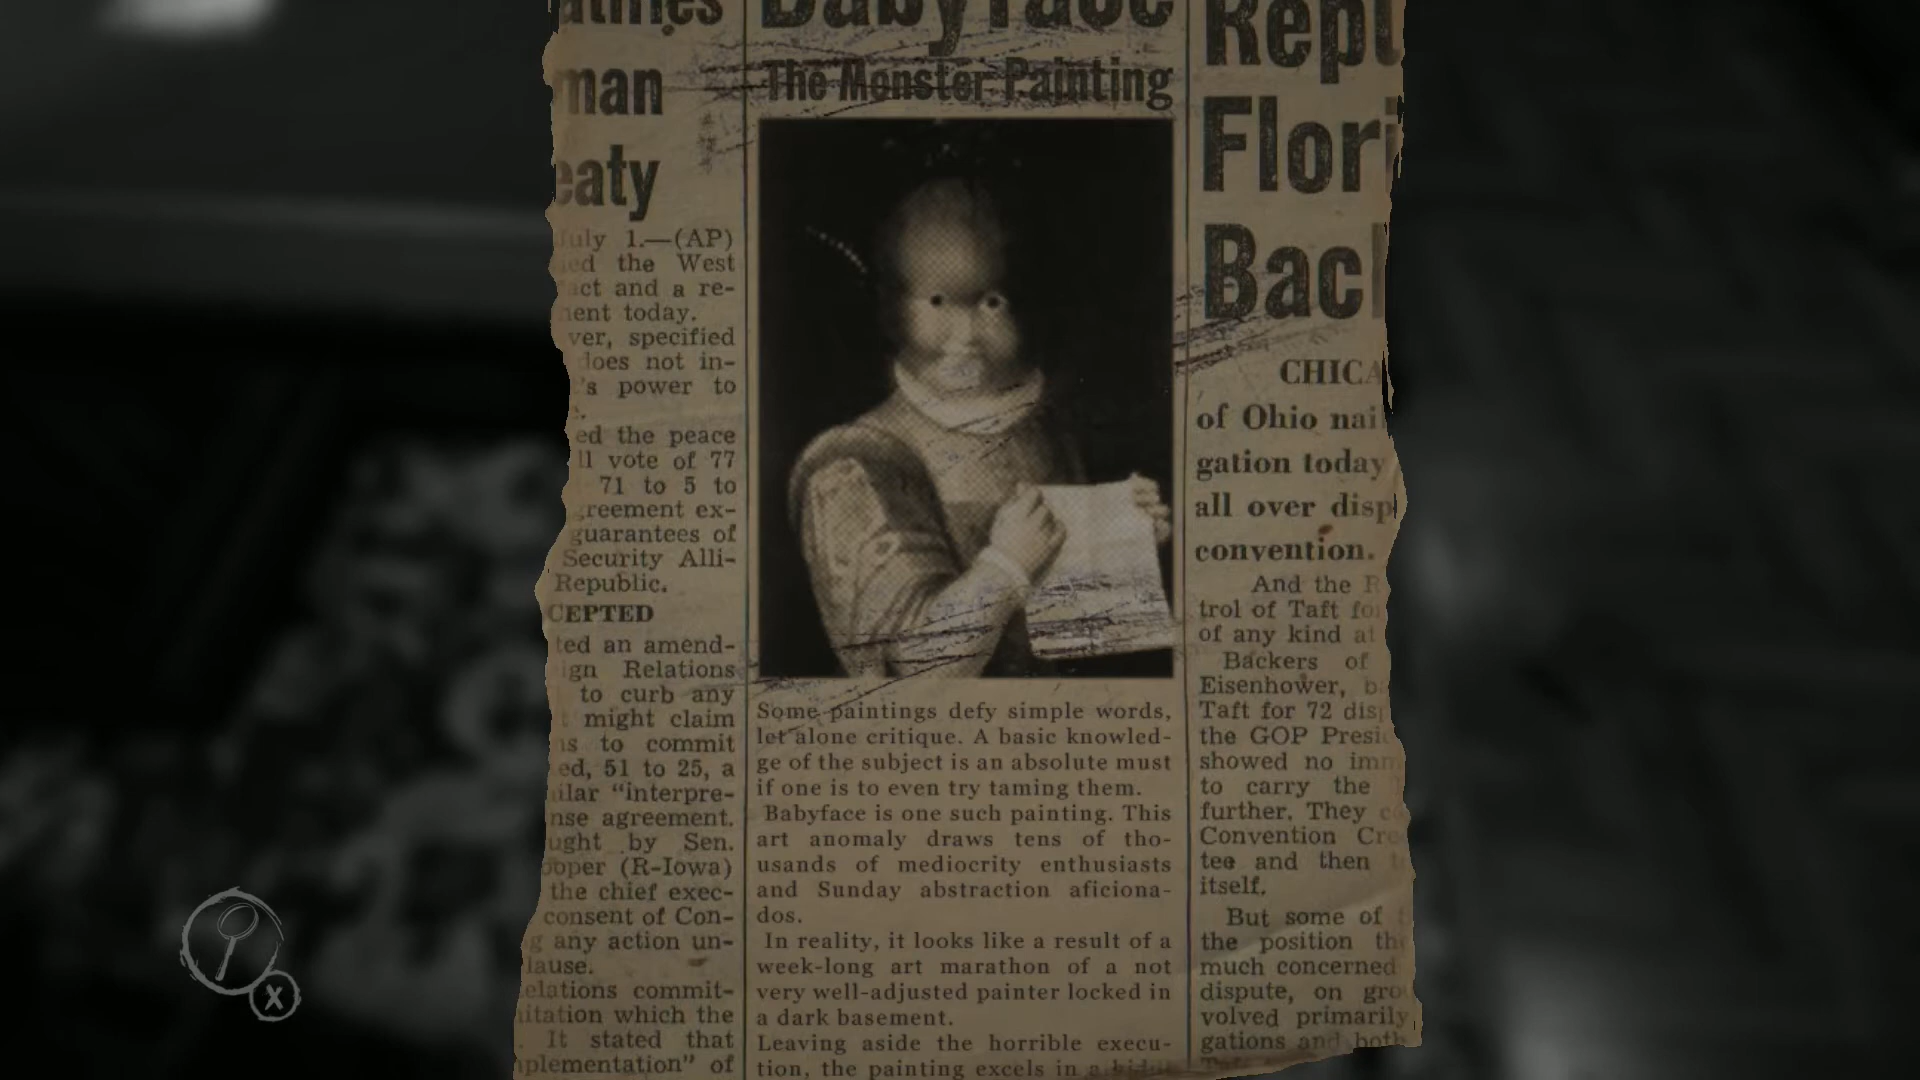 man
eaty
July 1.—(AP)
the West
act and a re-
ment today.
ver, specified
does not in-
's power to
ed the peace
ll vote of 77
71 to 5 to
greement ex-
guarantees of
Security Alli-
Republic.
CEPTED
ted an amend-
ign Relations
to curb any
t might claim
ns to commit
ed, 51 to 25, a
ilar “interpre-
nse agreement.
ught by Sen.
ooper (R-Iowa)
the chief exec-
consent of Con-
g any action un-
lause.
elations commit-
itation which the
. It stated that
plementation” of
Babyface
The Monster Painting
Some paintings defy simple words,
let alone critique. A basic knowled-
ge of the subject is an absolute must
if one is to even try taming them.
Babyface is one such painting. This
art anomaly draws tens of tho-
usands of mediocrity enthusiasts
and Sunday abstraction aficiona-
dos.
In reality, it looks like a result of a
week-long art marathon of a not
very well-adjusted painter locked in
a dark basement.
Leaving aside the horrible execu-
tion, the painting excels in a
Repu
Flori
Bac
CHICA
of Ohio nail
gation today
all over disp
convention.
And the R
trol of Taft for
of any kind at
Backers of
Eisenhower, b
Taft for 72 disp
the GOP Presi
showed no imm
to carry the
further. They c
Convention Cre
tee and then t
itself.
But some of
the position th
much concerned
dispute, on gro
volved primarily
gations and both
X